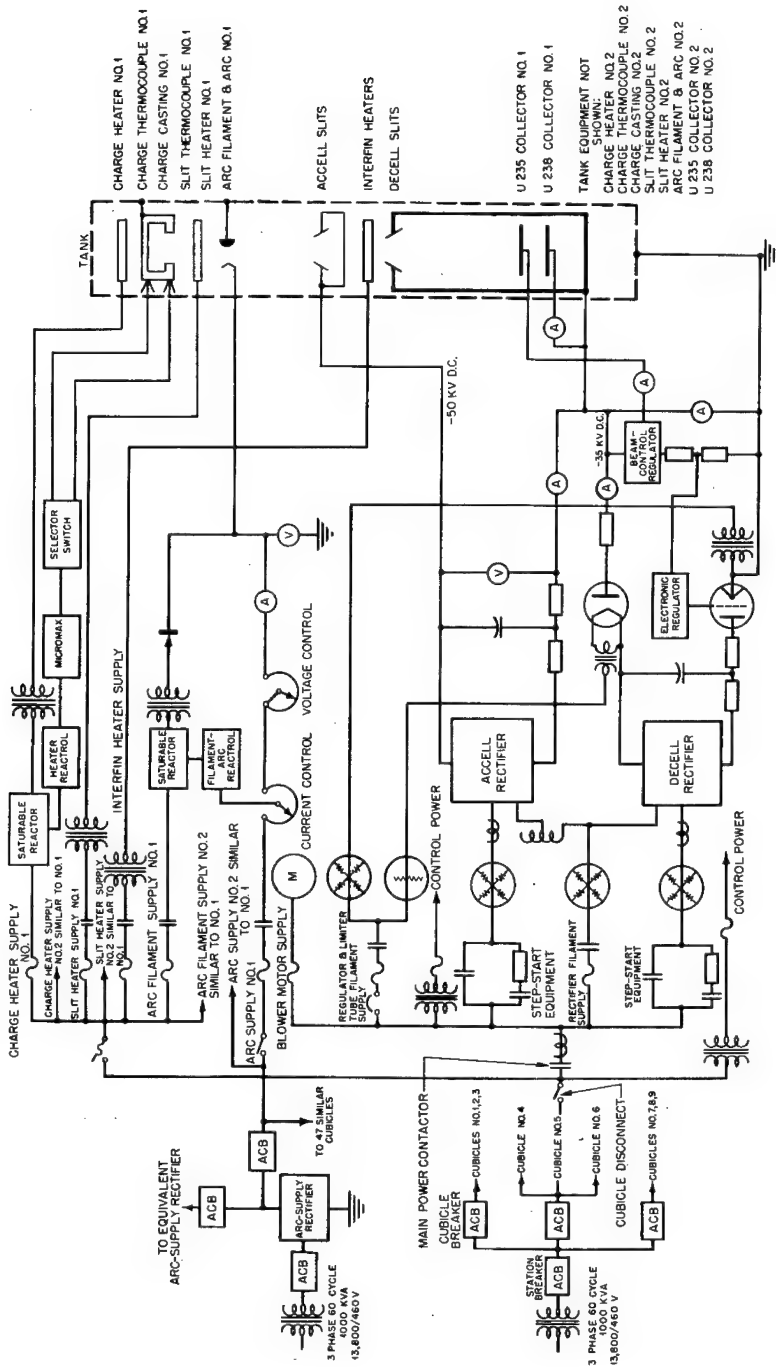 CHARGE HEATER SUPPLY
NO. 1
CHARGE HEATER SUPPLY
NO. 2 SIMILAR TO NO. 1
SLIT HEATER SUPPLY NO. 1
SLIT HEATER SUPPLY
NO. 2 SIMILAR TO
NO. 1
INTERFIN HEATER SUPPLY
ARC FILAMENT SUPPLY NO. 1
ARC FILAMENT SUPPLY NO. 2
SIMILAR TO NO. 1
ARC SUPPLY NO. 2 SIMILAR
TO NO. 1
ARC SUPPLY NO. 1
BLOWER MOTOR SUPPLY
SATURABLE
REACTOR
HEATER
REACTROL
MICROMAX
SELECTOR
SWITCH
SATURABLE
REACTOR
FILAMENT-
ARC
REACTROL
CURRENT CONTROL
VOLTAGE CONTROL
A
V
M
TANK
CHARGE HEATER NO. 1
CHARGE THERMOCOUPLE NO. 1
CHARGE CASTING NO. 1
SLIT THERMOCOUPLE NO. 1
SLIT HEATER NO. 1
ARC FILAMENT & ARC NO. 1
ACCELL SLITS
INTERFIN HEATERS
DECELL SLITS
U 235 COLLECTOR NO. 1
U 238 COLLECTOR NO. 1
TANK EQUIPMENT NOT
SHOWN:
CHARGE HEATER NO. 2
CHARGE THERMOCOUPLE NO. 2
CHARGE CASTING NO. 2
SLIT THERMOCOUPLE NO. 2
SLIT HEATER NO. 2
ARC FILAMENT & ARC NO. 2
U 235 COLLECTOR NO. 2
U 238 COLLECTOR NO. 2
TO EQUIVALENT
ARC-SUPPLY RECTIFIER
ACB
ACB
TO 47 SIMILAR
CUBICLES
ARC-SUPPLY
RECTIFIER
ACB
3 PHASE 60 CYCLE
1000 KVA
13,800/460 V
REGULATOR & LIMITER
TUBE FILAMENT
SUPPLY
CONTROL POWER
STEP-START
EQUIPMENT
RECTIFIER FILAMENT
SUPPLY
STEP-START
EQUIPMENT
CONTROL POWER
ACCELL
RECTIFIER
DECELL
RECTIFIER
-50 KV D.C.
V
A
A
-35 KV D.C.
A
A
A
BEAM-
CONTROL
REGULATOR
ELECTRONIC
REGULATOR
MAIN POWER CONTACTOR
CUBICLE
BREAKER
ACB
CUBICLES NO. 1, 2, 3
CUBICLE NO. 4
CUBICLE NO. 5
CUBICLE NO. 6
ACB
ACB
CUBICLES NO. 7, 8, 9
CUBICLE DISCONNECT
STATION
BREAKER
ACB
3 PHASE 60 CYCLE
1000 KVA
13,800/460 V